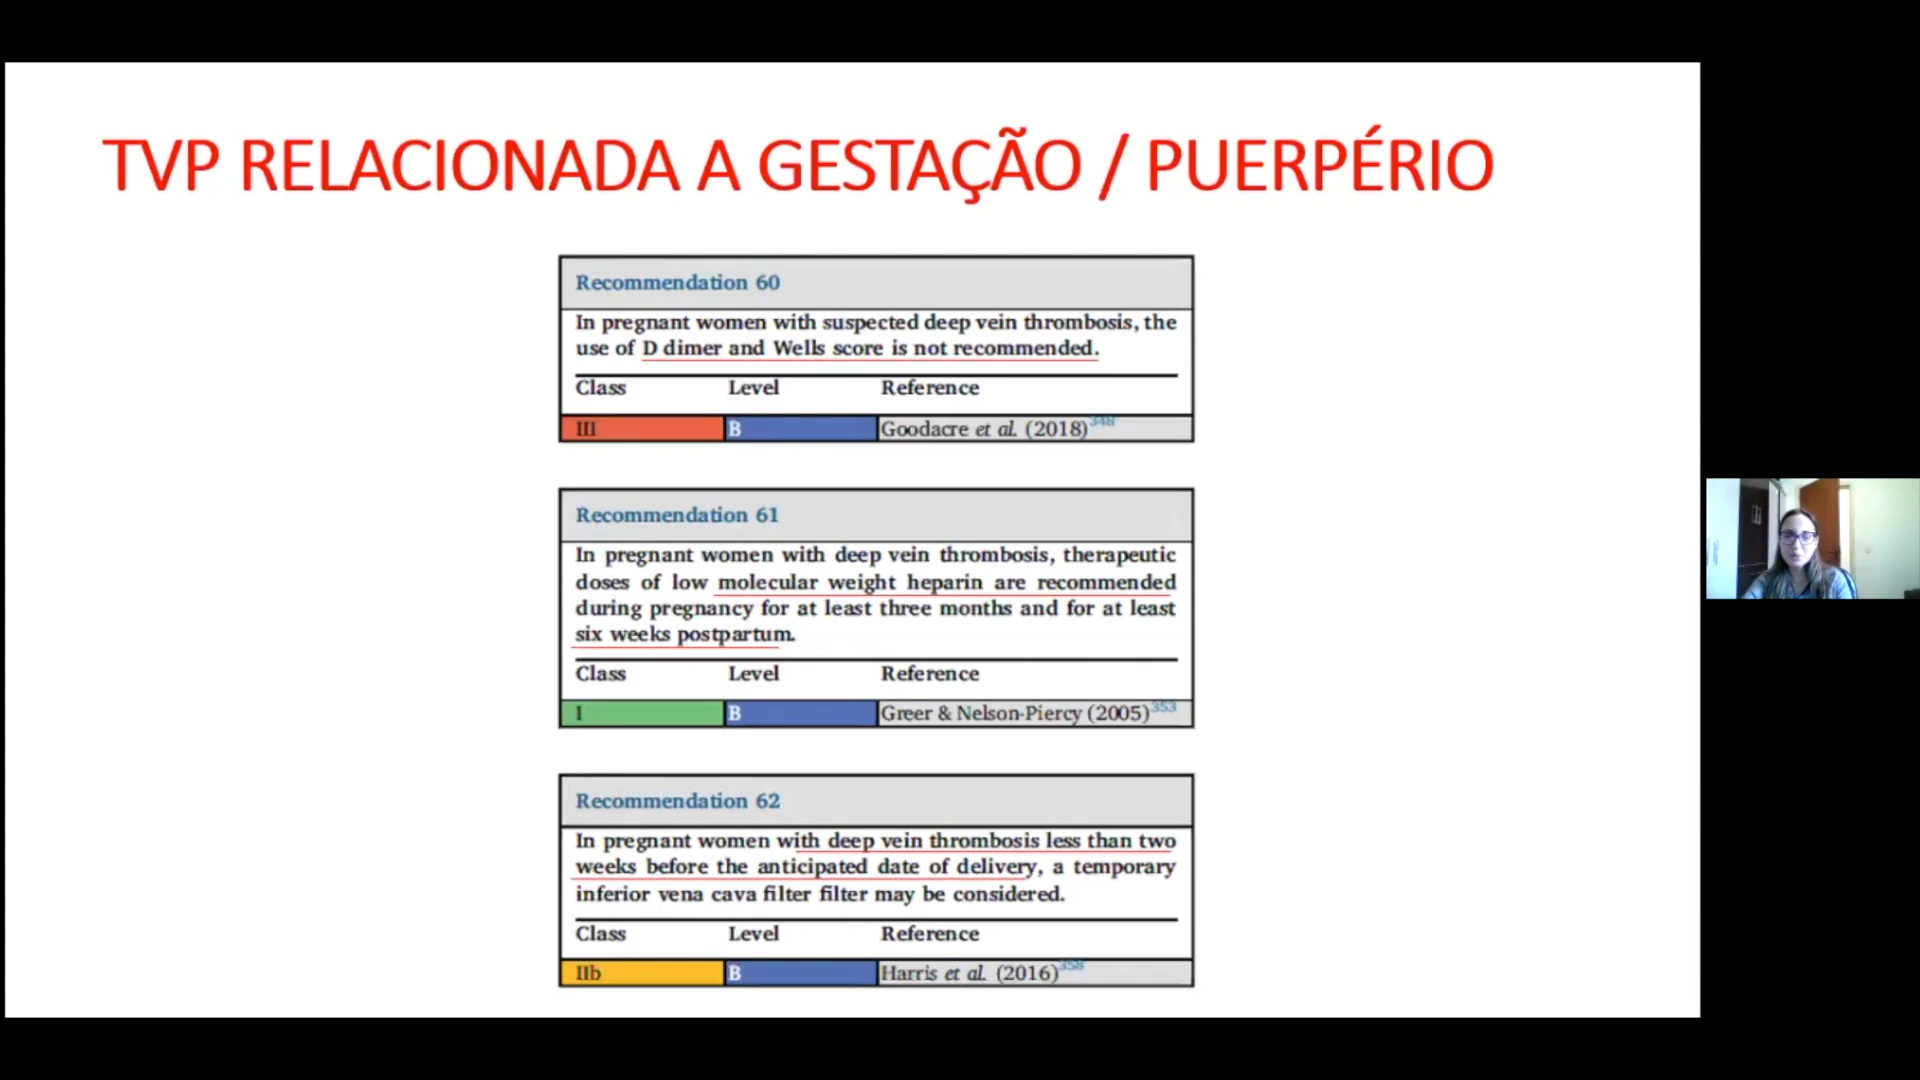 TVP RELACIONADA A GESTAÇÃO / PUERPÉRIO
Recommendation 60
In pregnant women with suspected deep vein thrombosis, the
use of D dimer and Wells score is not recommended.
Class Level Reference
III B Goodacre et al. (2018)348
Recommendation 61
In pregnant women with deep vein thrombosis, therapeutic
doses of low molecular weight heparin are recommended
during pregnancy for at least three months and for at least
six weeks postpartum.
Class Level Reference
I B Greer & Nelson-Piercy (2005)353
Recommendation 62
In pregnant women with deep vein thrombosis less than two
weeks before the anticipated date of delivery, a temporary
inferior vena cava filter filter may be considered.
Class Level Reference
IIb B Harris et al. (2016)358